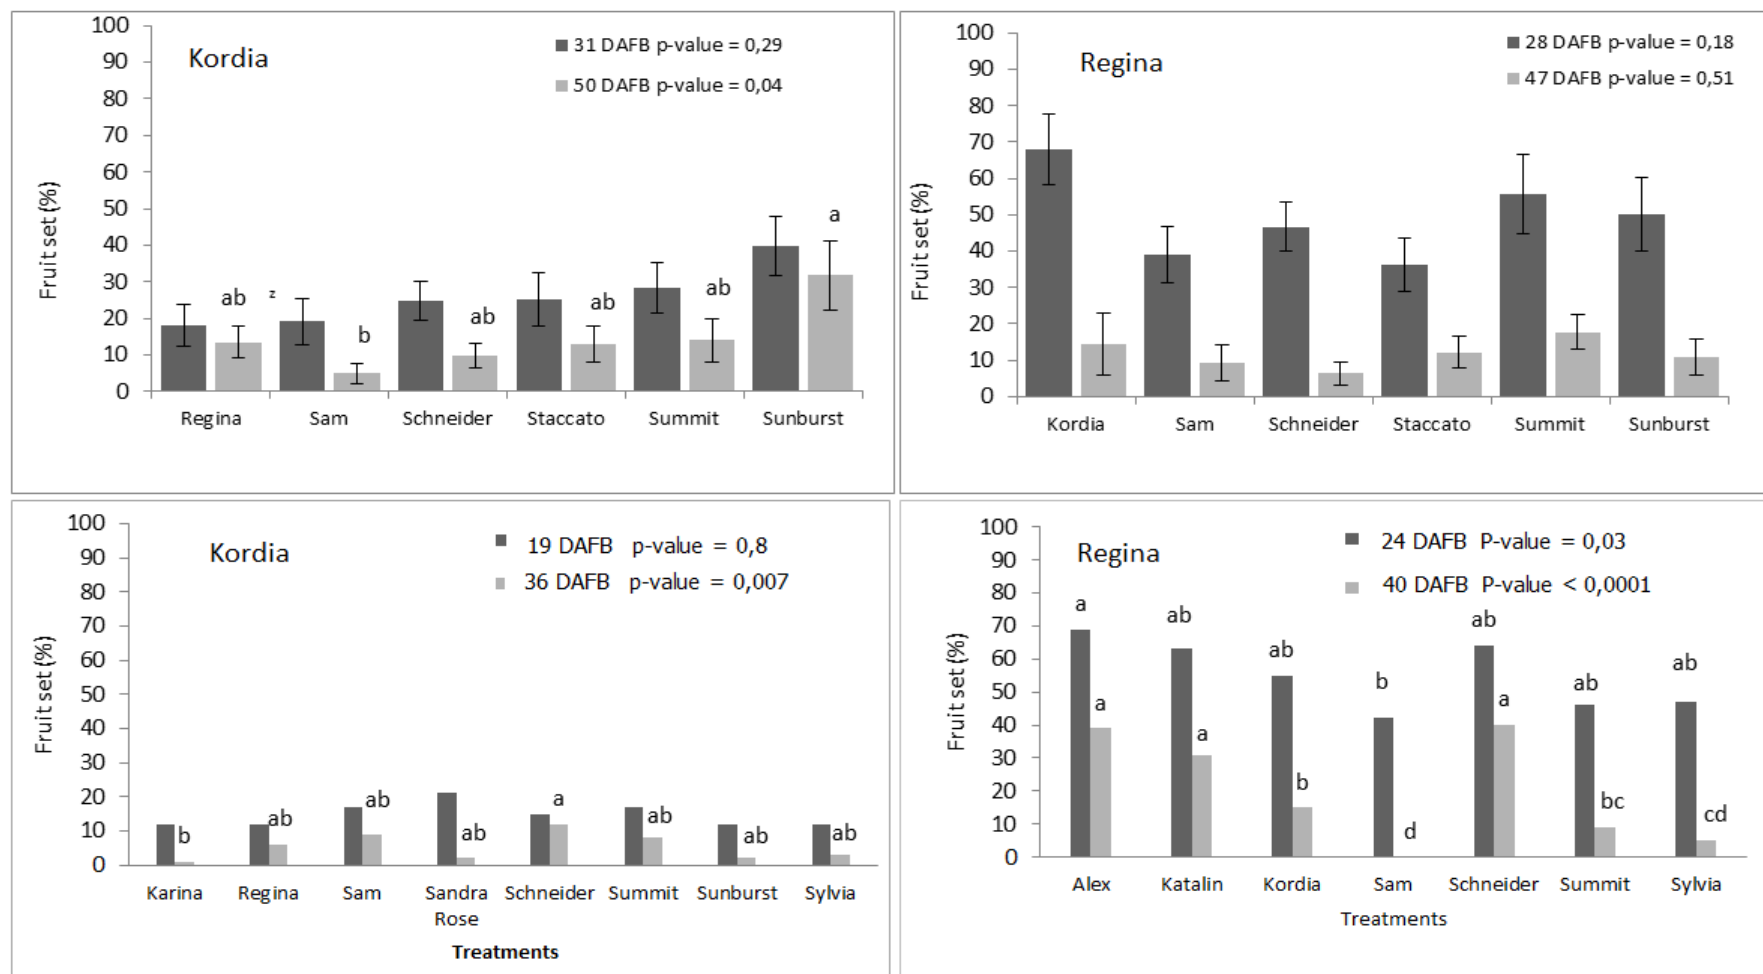 100
90
80
70
60
50
40
30
20
10
0
Fruit set (%)
Kordia
31 DAFB p-value = 0,29
50 DAFB p-value = 0,04
ab z
b
ab
ab
ab
a
Regina Sam Schneider Staccato Summit Sunburst
100
90
80
70
60
50
40
30
20
10
0
Fruit set (%)
Regina
28 DAFB p-value = 0,18
47 DAFB p-value = 0,51
Kordia Sam Schneider Staccato Summit Sunburst
100
90
80
70
60
50
40
30
20
10
0
Fruit set (%)
Kordia
19 DAFB p-value = 0,8
36 DAFB p-value = 0,007
b ab ab ab a ab ab ab
Karina Regina Sam Sandra Rose Schneider Summit Sunburst Sylvia
Treatments
100
90
80
70
60
50
40
30
20
10
0
Fruit set (%)
Regina
24 DAFB P-value = 0,03
40 DAFB P-value < 0,0001
a ab ab b ab ab ab
a a b d a bc cd
Alex Katalin Kordia Sam Schneider Summit Sylvia
Treatments